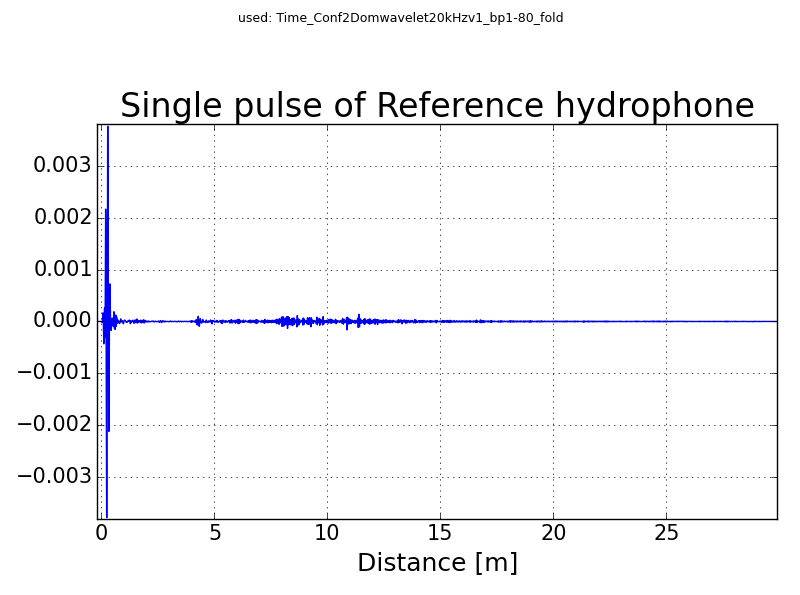 used: Time_Conf2Domwavelet20kHzv1_bp1-80_fold
Single pulse of Reference hydrophone
0.003
0.002
0.001
0.000
−0.001
−0.002
−0.003
0 5 10 15 20 25
Distance [m]